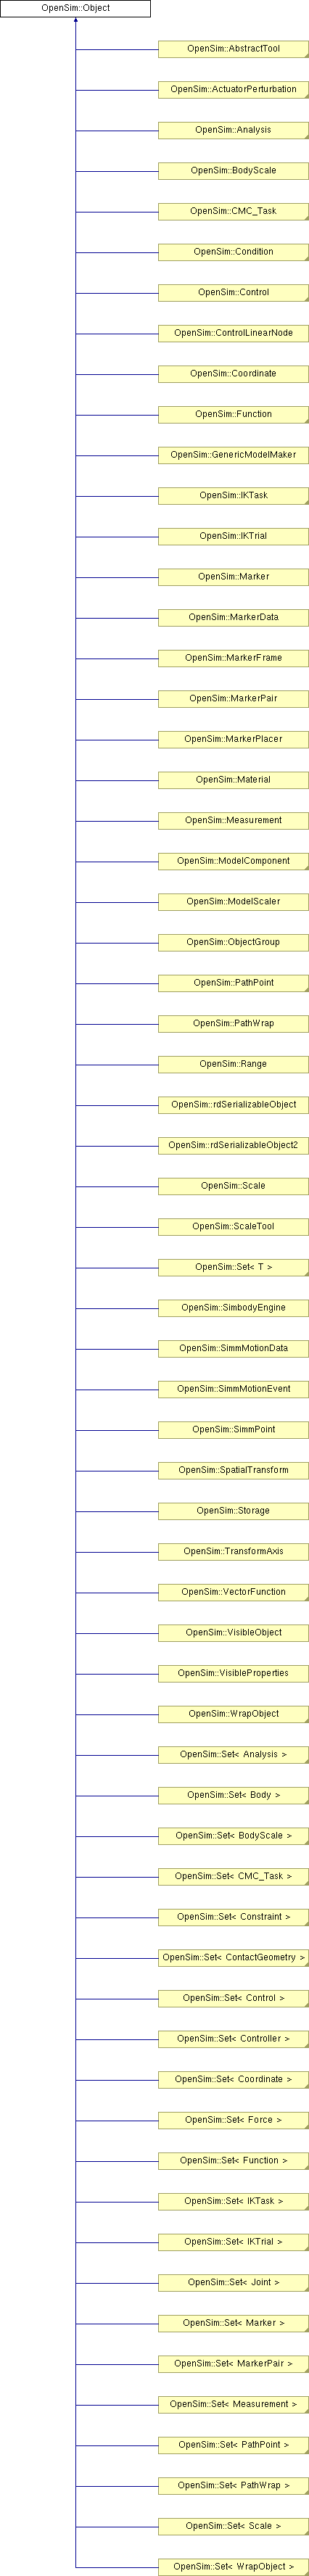 OpenSim::Object
OpenSim::AbstractTool
OpenSim::ActuatorPerturbation
OpenSim::Analysis
OpenSim::BodyScale
OpenSim::CMC_Task
OpenSim::Condition
OpenSim::Control
OpenSim::ControlLinearNode
OpenSim::Coordinate
OpenSim::Function
OpenSim::GenericModelMaker
OpenSim::IKTask
OpenSim::IKTrial
OpenSim::Marker
OpenSim::MarkerData
OpenSim::MarkerFrame
OpenSim::MarkerPair
OpenSim::MarkerPlacer
OpenSim::Material
OpenSim::Measurement
OpenSim::ModelComponent
OpenSim::ModelScaler
OpenSim::ObjectGroup
OpenSim::PathPoint
OpenSim::PathWrap
OpenSim::Range
OpenSim::rdSerializableObject
OpenSim::rdSerializableObject2
OpenSim::Scale
OpenSim::ScaleTool
OpenSim::Set< T >
OpenSim::SimbodyEngine
OpenSim::SimmMotionData
OpenSim::SimmMotionEvent
OpenSim::SimmPoint
OpenSim::SpatialTransform
OpenSim::Storage
OpenSim::TransformAxis
OpenSim::VectorFunction
OpenSim::VisibleObject
OpenSim::VisibleProperties
OpenSim::WrapObject
OpenSim::Set< Analysis >
OpenSim::Set< Body >
OpenSim::Set< BodyScale >
OpenSim::Set< CMC_Task >
OpenSim::Set< Constraint >
OpenSim::Set< ContactGeometry >
OpenSim::Set< Control >
OpenSim::Set< Controller >
OpenSim::Set< Coordinate >
OpenSim::Set< Force >
OpenSim::Set< Function >
OpenSim::Set< IKTask >
OpenSim::Set< IKTrial >
OpenSim::Set< Joint >
OpenSim::Set< Marker >
OpenSim::Set< MarkerPair >
OpenSim::Set< Measurement >
OpenSim::Set< PathPoint >
OpenSim::Set< PathWrap >
OpenSim::Set< Scale >
OpenSim::Set< WrapObject >